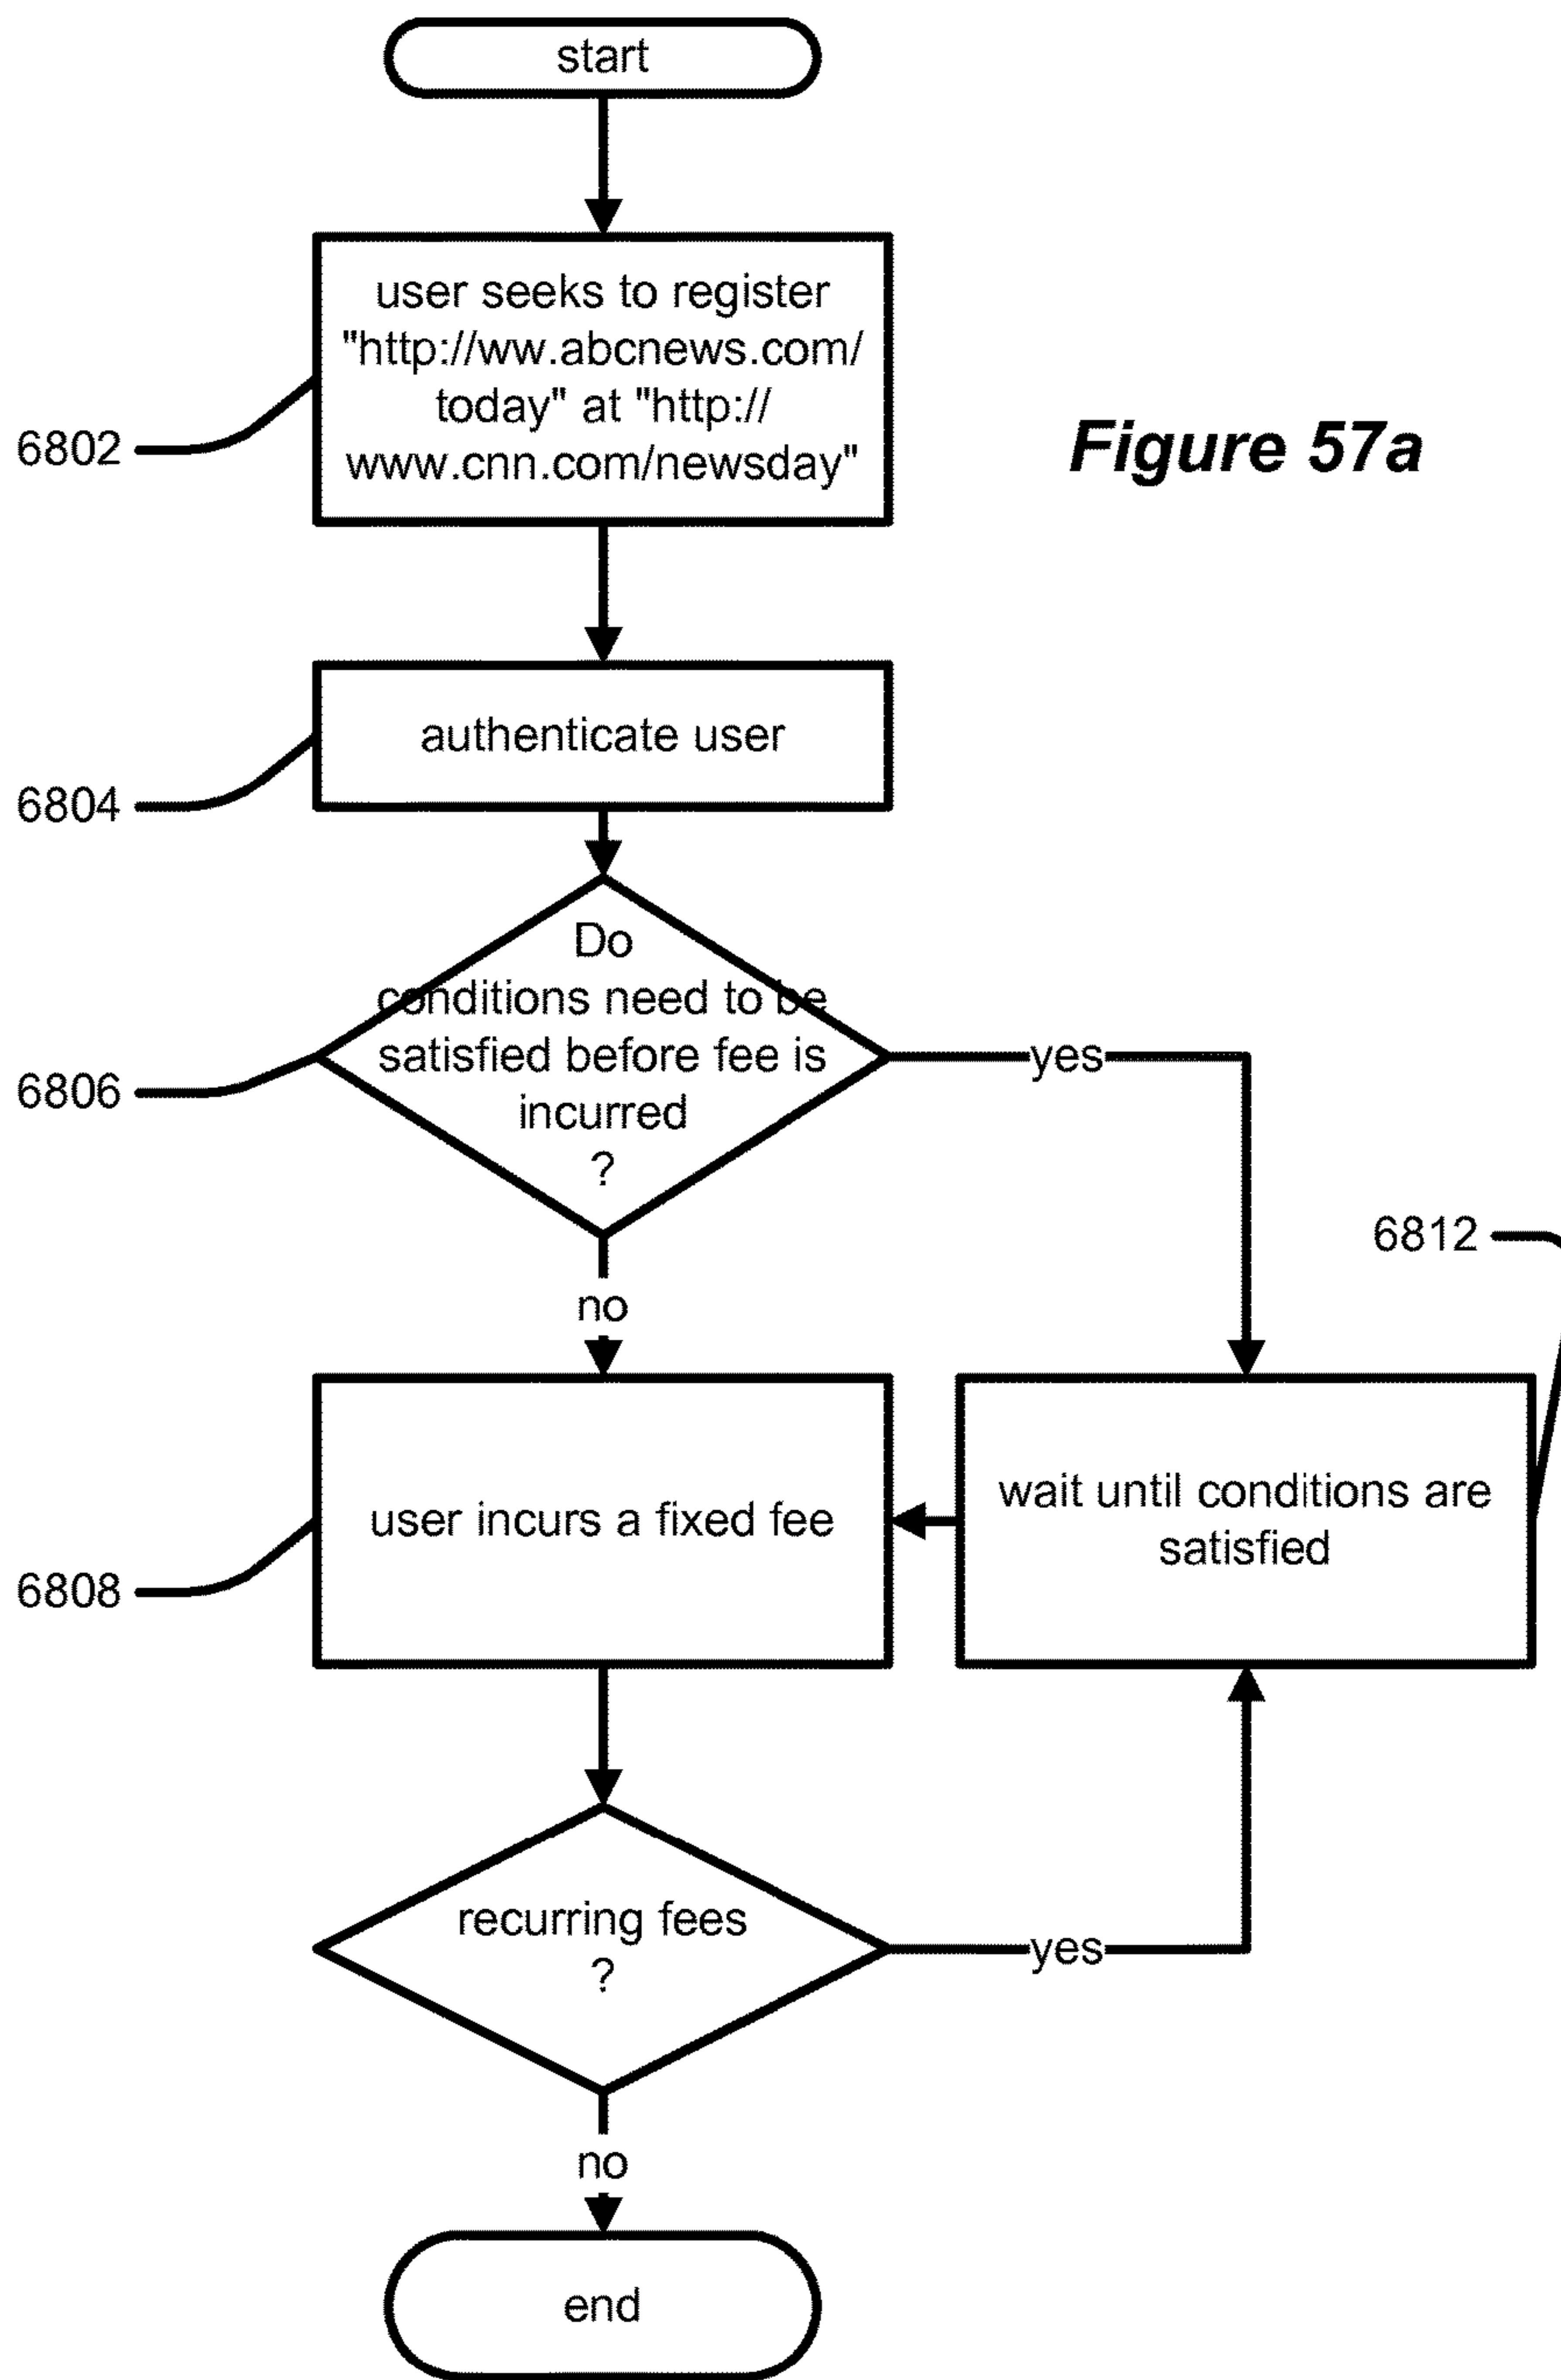 start
user seeks to register
"http://ww.abcnews.com/
today" at "http://
www.cnn.com/newsday"
6802
Figure 57a
authenticate user
6804
Do
conditions need to be
satisfied before fee is
incurred
?
yes
6806
6812
no
user incurs a fixed fee
wait until conditions are
satisfied
6808
recurring fees
?
yes
no
end